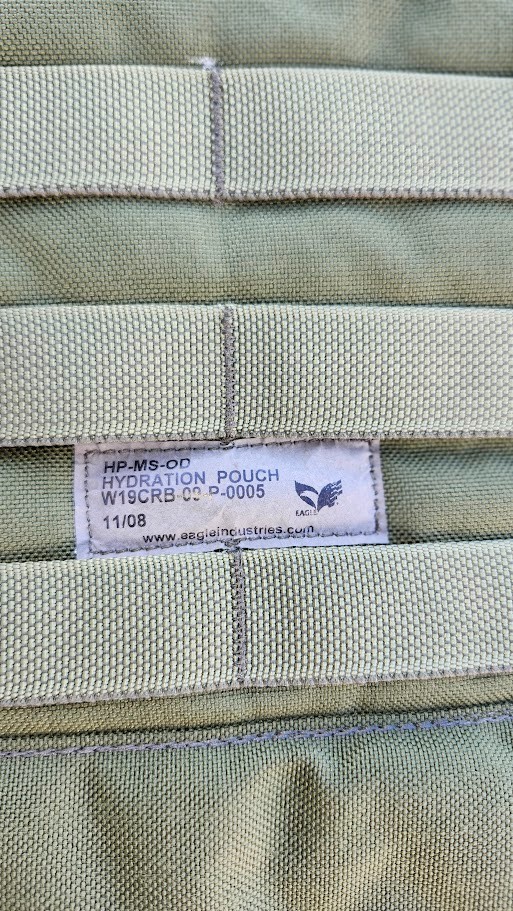 HP-MS-OD
HYDRATION POUCH
W19CRB-09-P-0005
EAGLE
11/08
www.eagleindustries.com